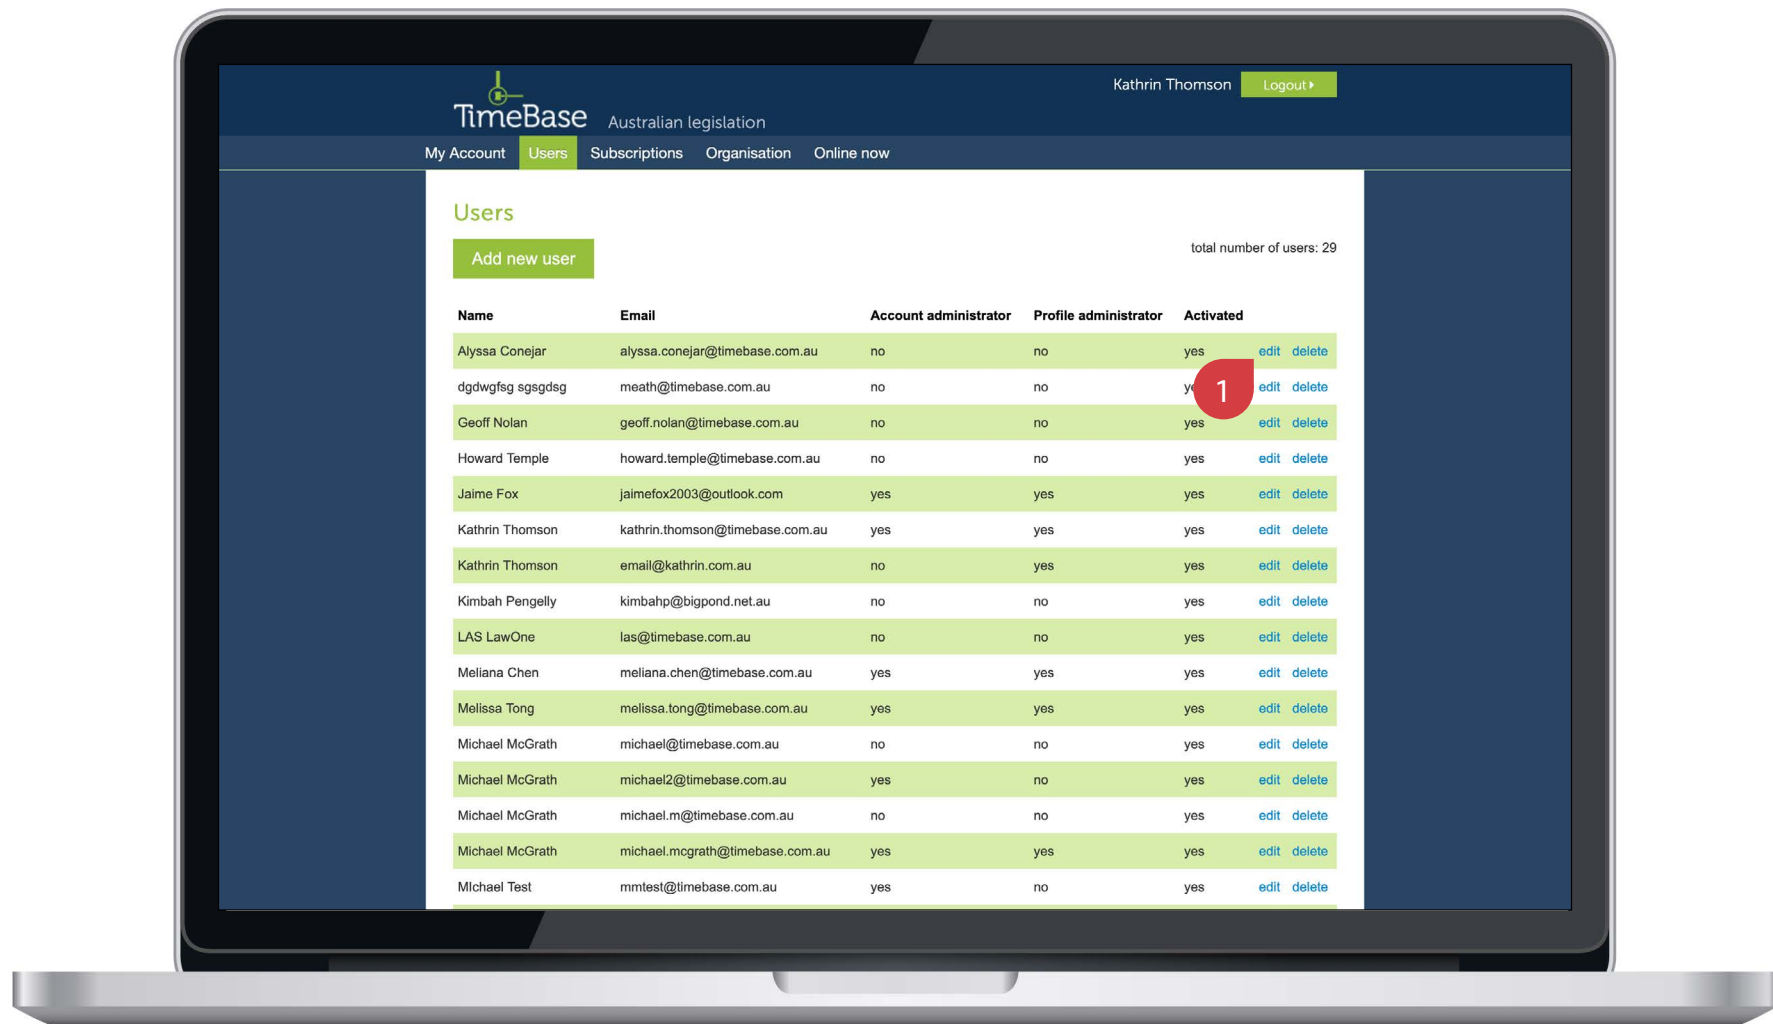 Kathrin Thomson Logout
TimeBase Australian legislation
My Account Users Subscriptions Organisation Online now
Users
Add new user total number of users: 29
Name Email Account administrator Profile administrator Activated
Alyssa Conejar alyssa.conejar@timebase.com.au no no yes edit delete
dgdwgfsg sgsgdsg meath@timebase.com.au no no 1 edit delete
Geoff Nolan geoff.nolan@timebase.com.au no no yes edit delete
Howard Temple howard.temple@timebase.com.au no no yes edit delete
Jaime Fox jaimefox2003@outlook.com yes yes yes edit delete
Kathrin Thomson kathrin.thomson@timebase.com.au yes yes yes edit delete
Kathrin Thomson email@kathrin.com.au no yes yes edit delete
Kimbah Pengelly kimbahp@bigpond.net.au no no yes edit delete
LAS LawOne las@timebase.com.au no no yes edit delete
Meliana Chen meliana.chen@timebase.com.au yes yes yes edit delete
Melissa Tong melissa.tong@timebase.com.au yes yes yes edit delete
Michael McGrath michael@timebase.com.au no no yes edit delete
Michael McGrath michael2@timebase.com.au yes no yes edit delete
Michael McGrath michael.m@timebase.com.au no no yes edit delete
Michael McGrath michael.mcgrath@timebase.com.au yes yes yes edit delete
MIchael Test mmtest@timebase.com.au yes no yes edit delete